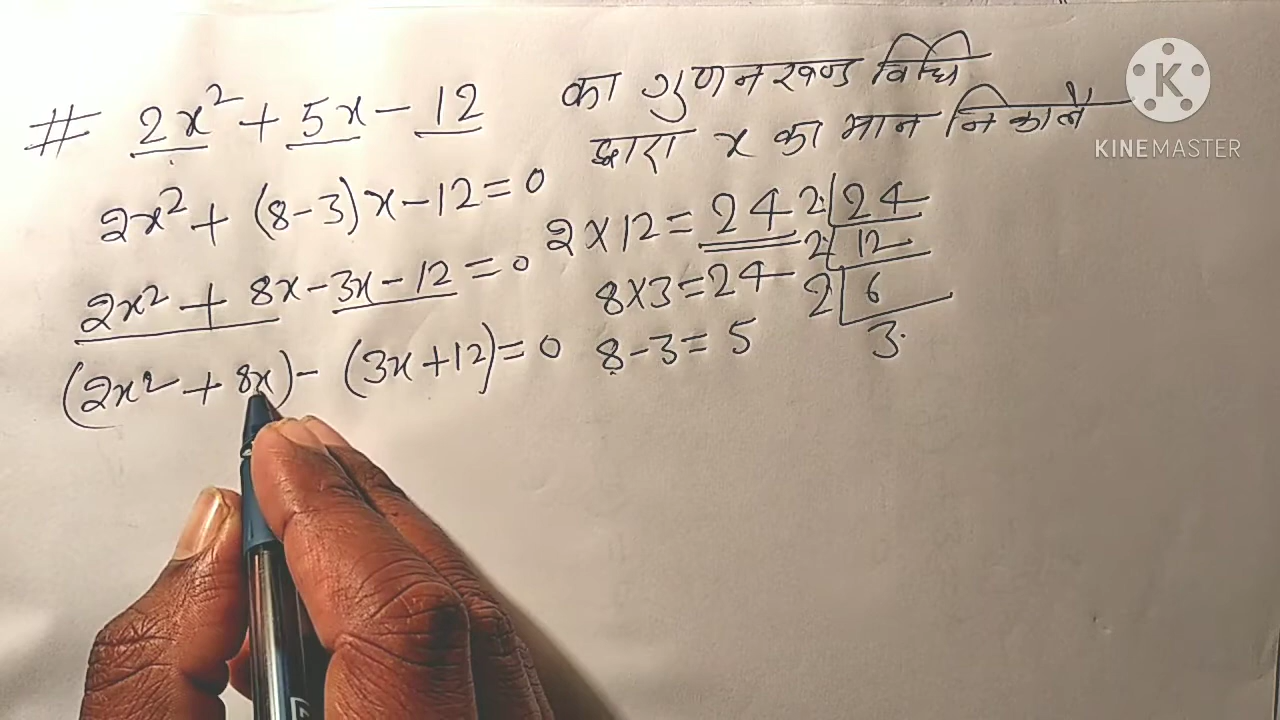 # 2x² + 5x - 12 का गुणनखण्ड विधि
द्वारा x का मान निकाले
2x² + (8-3)x - 12 = 0
2x² + 8x - 3x - 12 = 0
(2x² + 8x) - (3x + 12) = 0
2 × 12 = 24
8 × 3 = 24
8 - 3 = 5
2 | 24
2 | 12
2 | 6
3.
K
KINEMASTER